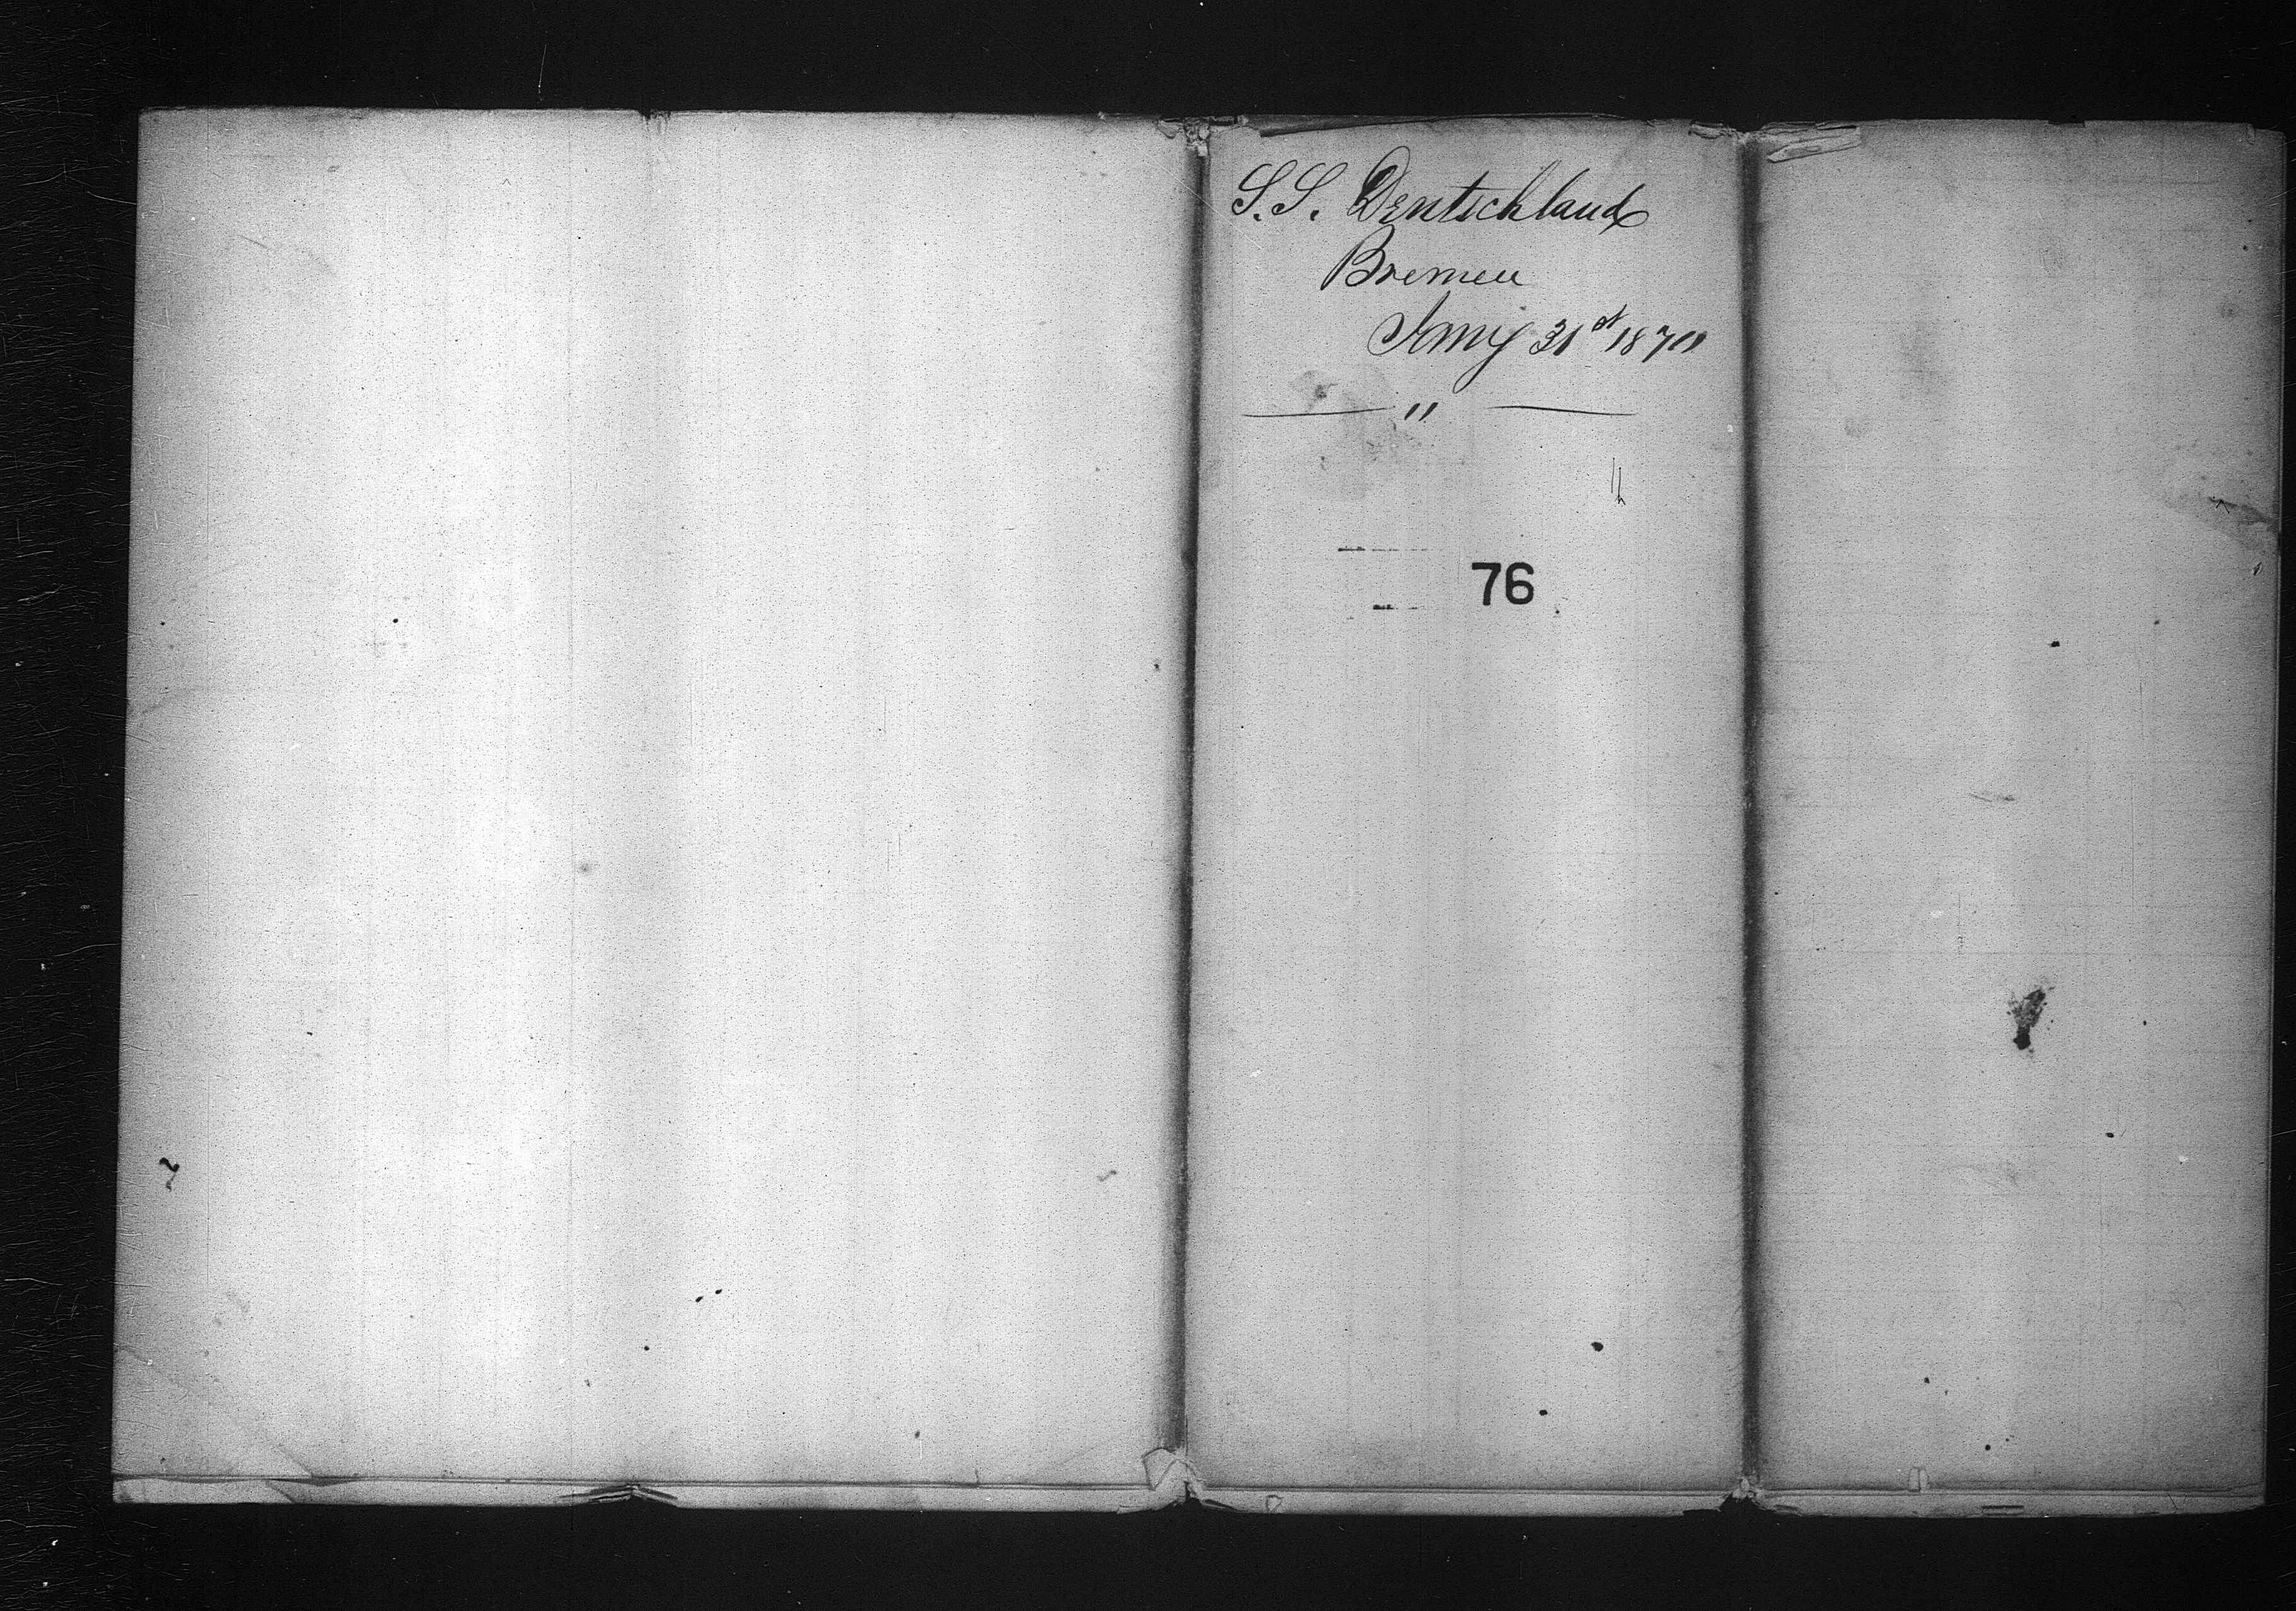 S.S. Deutschland
Bremen
Jany 31st 1870
"
76